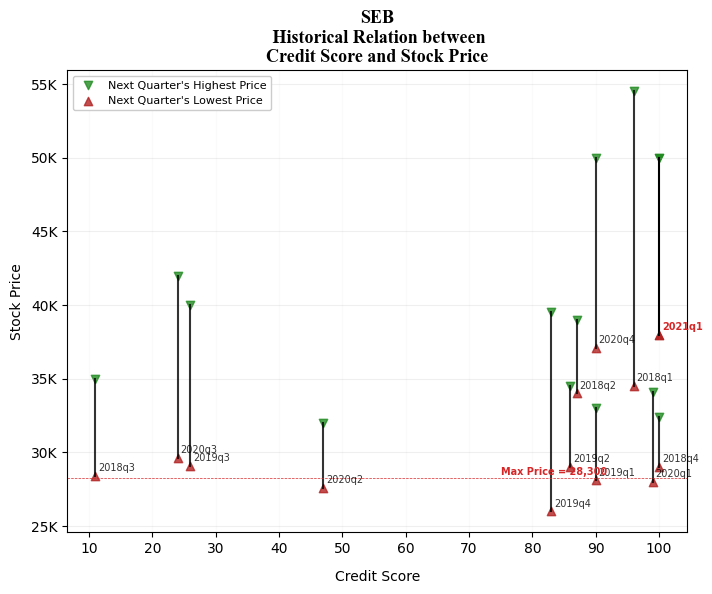 SEB
Historical Relation between
Credit Score and Stock Price
Next Quarter's Highest Price
Next Quarter's Lowest Price
55K
50K
45K
40K
35K
30K
25K
Stock Price
2021q1
2020q4
2018q1
2018q2
2020q3
2019q3
2018q3
2019q2
2018q4
Max Price = 28,300
2019q1
2020q1
2020q2
2019q4
10 20 30 40 50 60 70 80 90 100
Credit Score